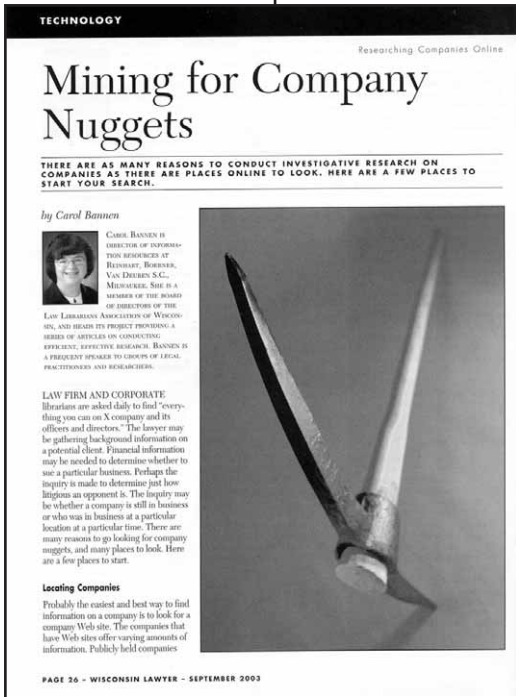 TECHNOLOGY
Researching Companies Online
Mining for Company
Nuggets
THERE ARE AS MANY REASONS TO CONDUCT INVESTIGATIVE RESEARCH ON
COMPANIES AS THERE ARE PLACES ONLINE TO LOOK. HERE ARE A FEW PLACES TO
START YOUR SEARCH.
by Carol Bannen
CAROL BANNEN IS
DIRECTOR OF INFORMA-
TION RESOURCES AT
REINHART, BOERNER,
VAN DEUREN S.C.,
MILWAUKEE. SHE IS A
MEMBER OF THE BOARD
OF DIRECTORS OF THE
LAW LIBRARIANS ASSOCIATION OF WISCON-
SIN, AND HEADS ITS PROJECT PROVIDING A
SERIES OF ARTICLES ON CONDUCTING
EFFICIENT, EFFECTIVE RESEARCH. BANNEN IS
A FREQUENT SPEAKER TO GROUPS OF LEGAL
PRACTITIONERS AND RESEARCHERS.
LAW FIRM AND CORPORATE
librarians are asked daily to find "every-
thing you can on X company and its
officers and directors." The lawyer may
be gathering background information on
a potential client. Financial information
may be needed to determine whether to
sue a particular business. Perhaps the
inquiry is made to determine just how
litigious an opponent is. The inquiry may
be whether a company is still in business
or who was in business at a particular
location at a particular time. There are
many reasons to go looking for company
nuggets, and many places to look. Here
are a few places to start.
Locating Companies
Probably the easiest and best way to find
information on a company is to look for a
company Web site. The companies that
have Web sites offer varying amounts of
information. Publicly held companies
PAGE 26 - WISCONSIN LAWYER - SEPTEMBER 2003